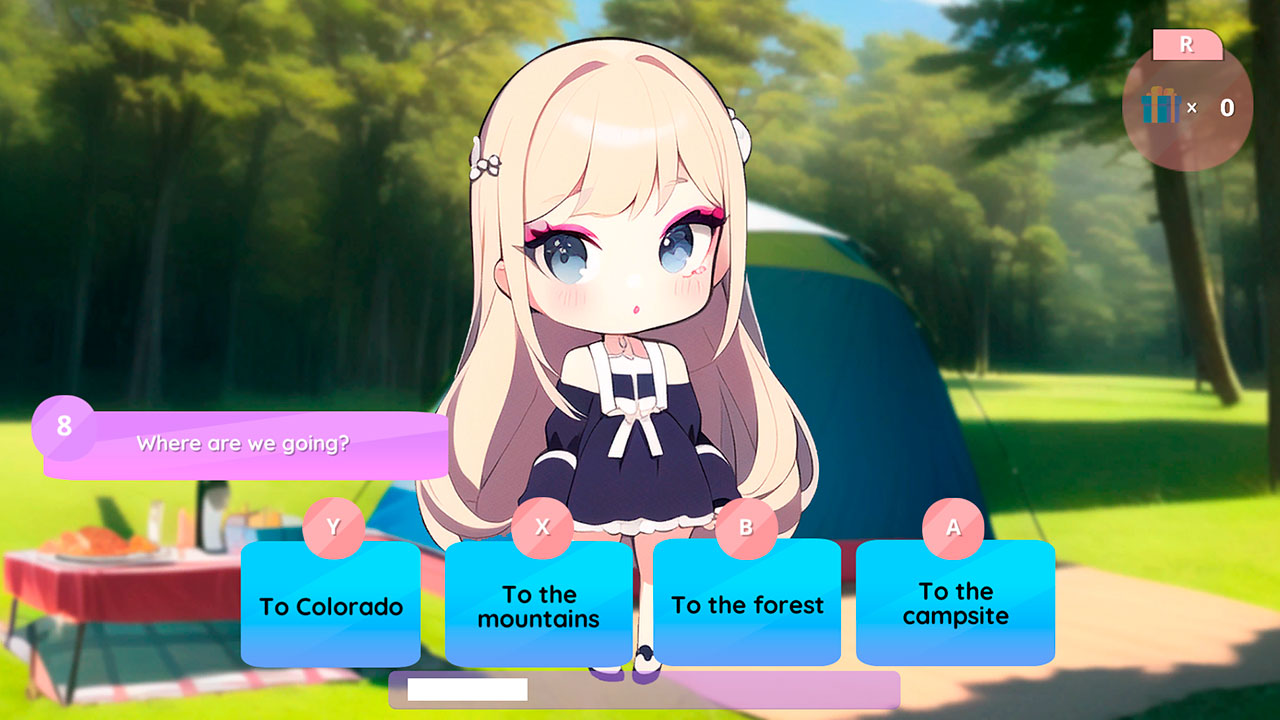 R
× 0
8
Where are we going?
Y
X
B
A
To Colorado
To the
mountains
To the forest
To the
campsite